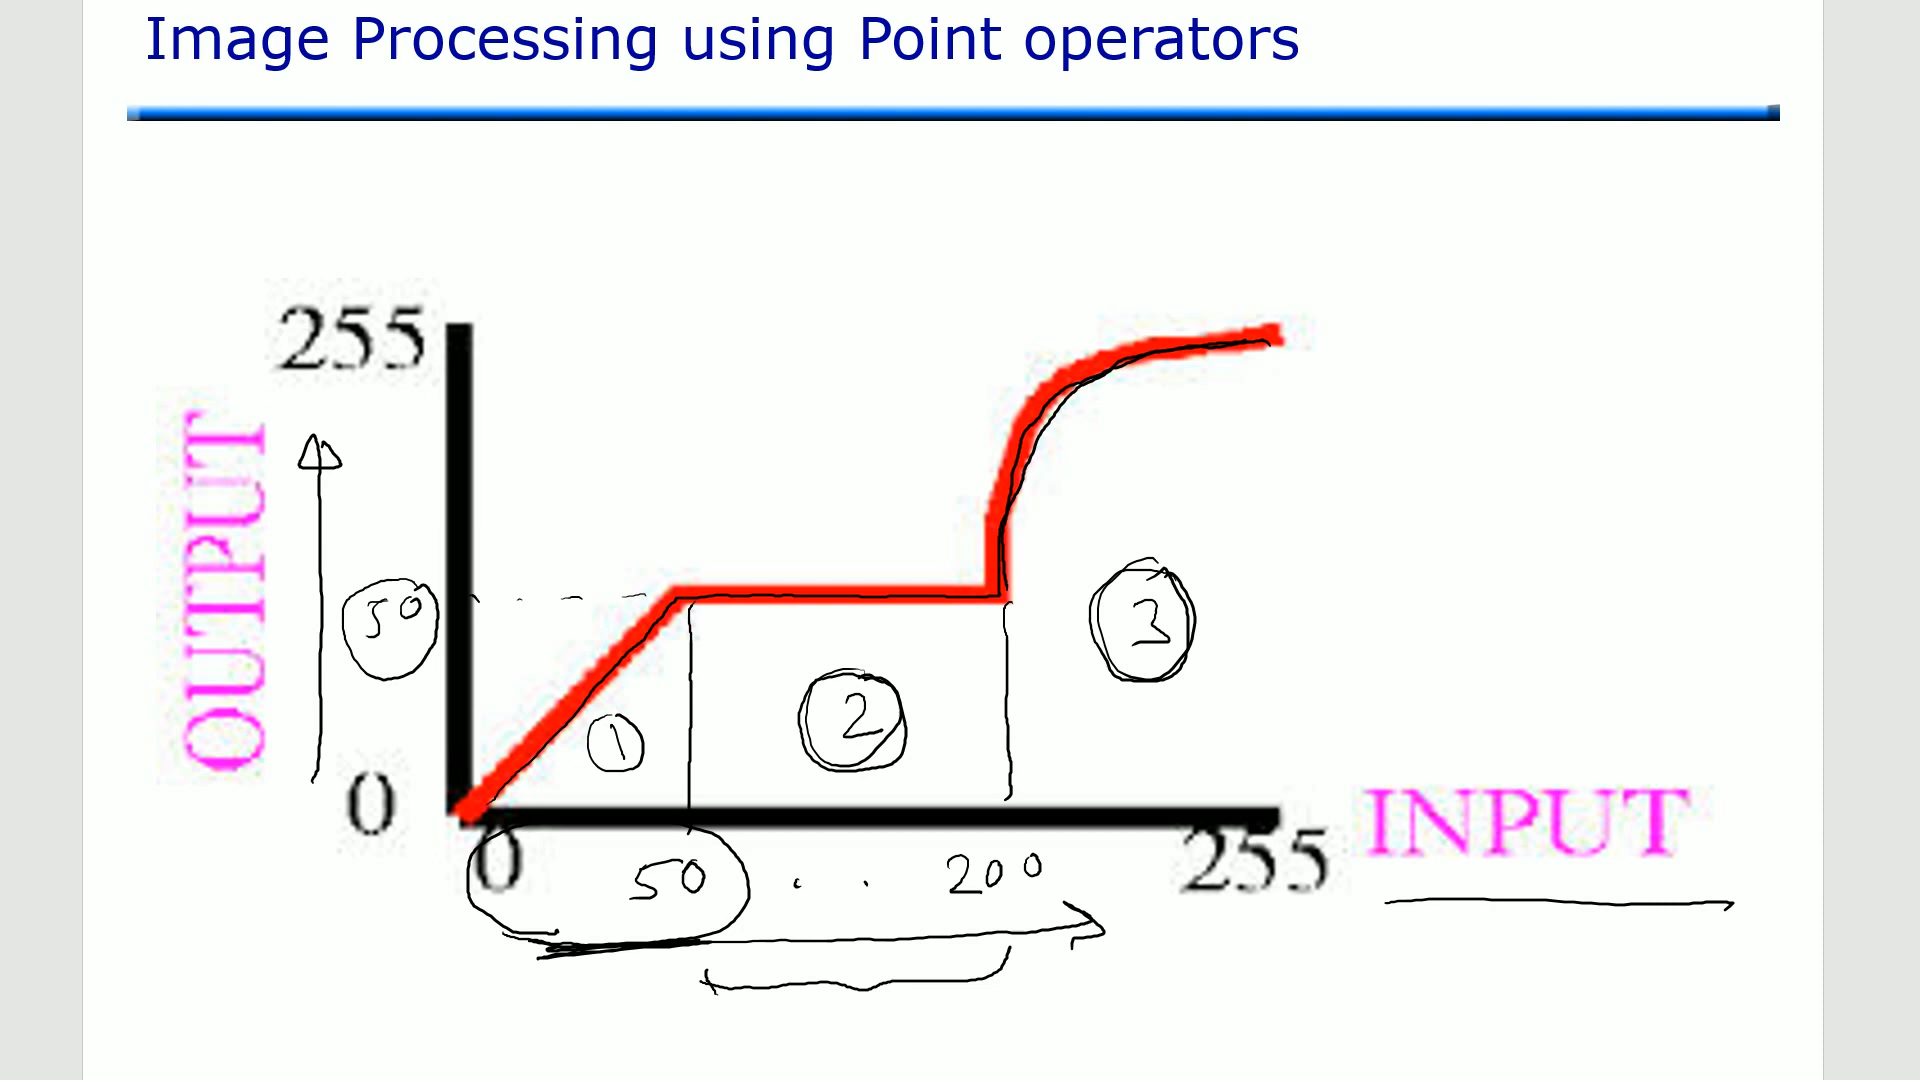 Image Processing using Point operators
255
OUTPUT
50
3
2
1
0
INPUT
0 50 . . 200 255